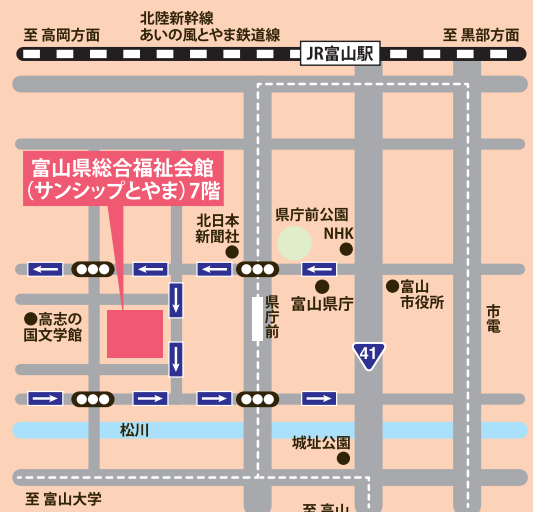 北陸新幹線
至 高岡方面
あいの風とやま鉄道線
至 黒部方面
JR富山駅
富山県総合福祉会館
（サンシップとやま）7階
北日本
新聞社
県庁前公園
NHK
富山県庁
富山
市役所
県庁前
市電
高志の
国文学館
41
松川
城址公園
至 富山大学
至 高山